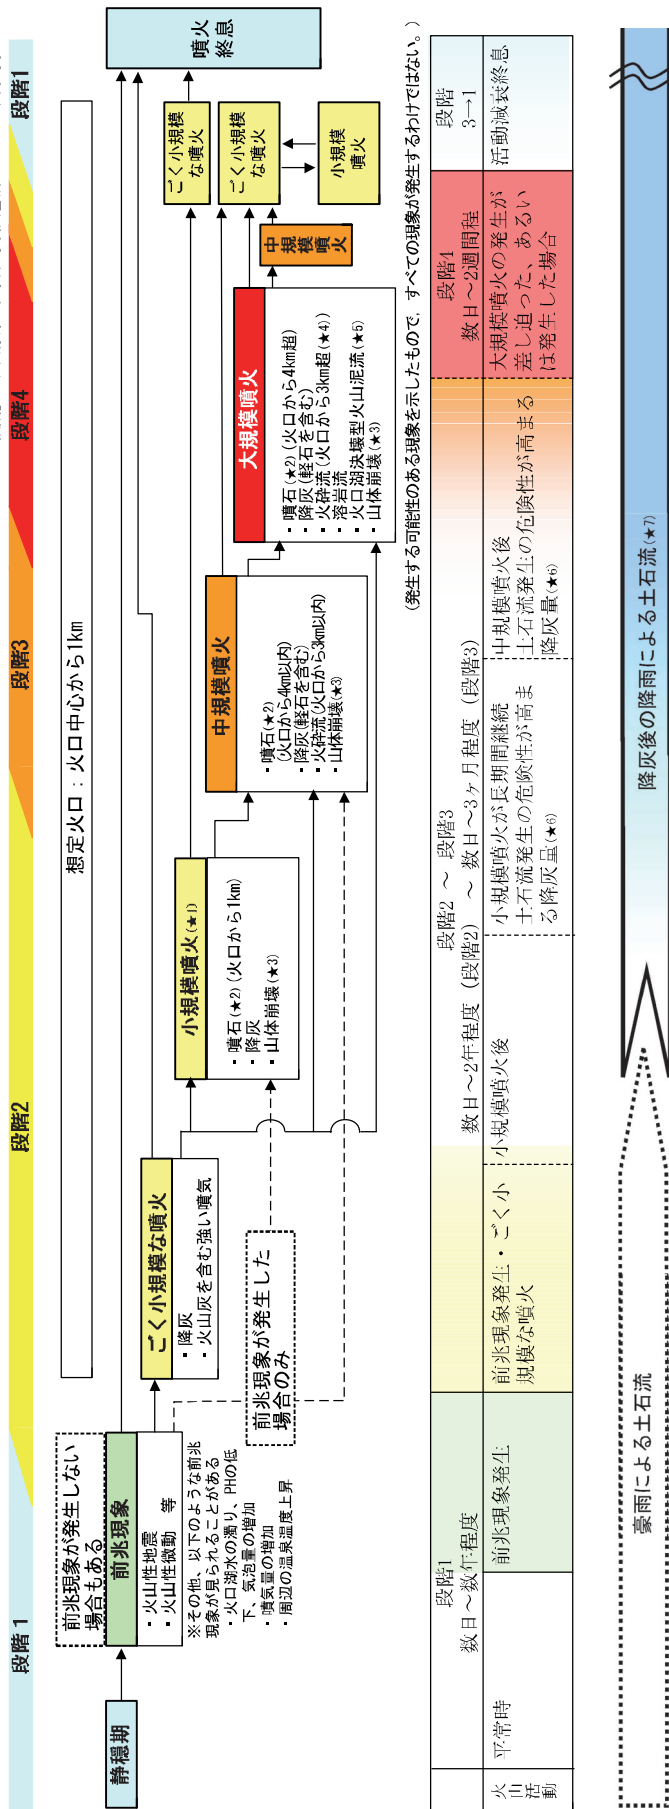 段階1
段階2
段階3
段階4
段階1
想定火口：火口中心から1km
静穏期
前兆現象が発生しない
場合もある
前兆現象
・火山性地震
・火山性微動　等
※その他、以下のような前兆
現象が見られることがある
・火口湖水の濁り、PHの低
下、気泡量の増加
・噴気量の増加
・周辺の温泉温度上昇
ごく小規模な噴火
・降灰
・火山灰を含む強い噴気
前兆現象が発生した
場合のみ
小規模噴火(★1)
・噴石(★2)(火口から1km)
・降灰
・山体崩壊(★3)
中規模噴火
・噴石(★2)
(火口から4km以内)
・降灰(軽石を含む)
・火砕流(火口から3km以内)
・山体崩壊(★3)
大規模噴火
・噴石(★2)(火口から4km超)
・降灰(軽石を含む)
・火砕流(火口から3km超(★4))
・溶岩流
・火口湖決壊型火山泥流(★5)
・山体崩壊(★3)
中規模噴火
ごく小規模
な噴火
ごく小規模
な噴火
小規模
噴火
噴火
終息
(発生する可能性のある現象を示したもので、すべての現象が発生するわけではない。)
段階1
数日～数年程度
段階2 ～ 段階3
数日～2年程度（段階2） ～ 数日～3ヶ月程度（段階3）
段階4
数日～2週間程
段階
3→1
火山活動
平常時
前兆現象発生
前兆現象発生・ごく小
規模な噴火
小規模噴火後
小規模噴火が長期間継続
土石流発生の危険性が高ま
る降灰量(★6)
中規模噴火後
土石流発生の危険性が高まる
降灰量(★6)
大規模噴火の発生が
差し迫った、あるい
は発生した場合
活動減衰終息
豪雨による土石流
降灰後の降雨による土石流(★7)